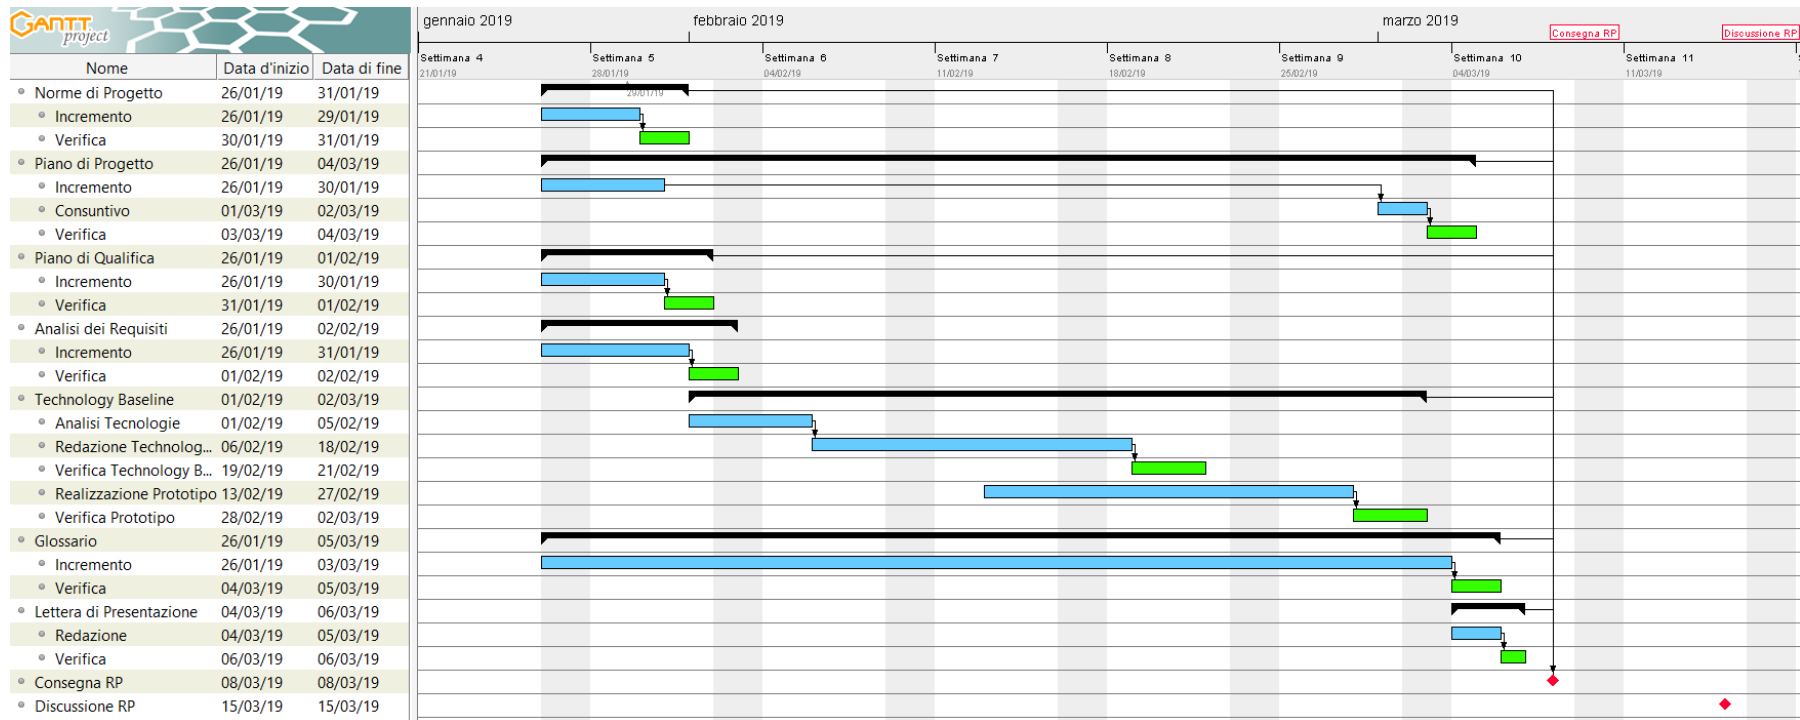 GANTT
project
gennaio 2019 febbraio 2019 marzo 2019
Consegna RP Discussione RP
Settimana 4 Settimana 5 Settimana 6 Settimana 7 Settimana 8 Settimana 9 Settimana 10 Settimana 11
21/01/19 28/01/19 04/02/19 11/02/19 18/02/19 25/02/19 04/03/19 11/03/19
Nome Data d'inizio Data di fine
29/01/19
Norme di Progetto 26/01/19 31/01/19
Incremento 26/01/19 29/01/19
Verifica 30/01/19 31/01/19
Piano di Progetto 26/01/19 04/03/19
Incremento 26/01/19 30/01/19
Consuntivo 01/03/19 02/03/19
Verifica 03/03/19 04/03/19
Piano di Qualifica 26/01/19 01/02/19
Incremento 26/01/19 30/01/19
Verifica 31/01/19 01/02/19
Analisi dei Requisiti 26/01/19 02/02/19
Incremento 26/01/19 31/01/19
Verifica 01/02/19 02/02/19
Technology Baseline 01/02/19 02/03/19
Analisi Tecnologie 01/02/19 05/02/19
Redazione Technolog... 06/02/19 18/02/19
Verifica Technology B... 19/02/19 21/02/19
Realizzazione Prototipo 13/02/19 27/02/19
Verifica Prototipo 28/02/19 02/03/19
Glossario 26/01/19 05/03/19
Incremento 26/01/19 03/03/19
Verifica 04/03/19 05/03/19
Lettera di Presentazione 04/03/19 06/03/19
Redazione 04/03/19 05/03/19
Verifica 06/03/19 06/03/19
Consegna RP 08/03/19 08/03/19
Discussione RP 15/03/19 15/03/19